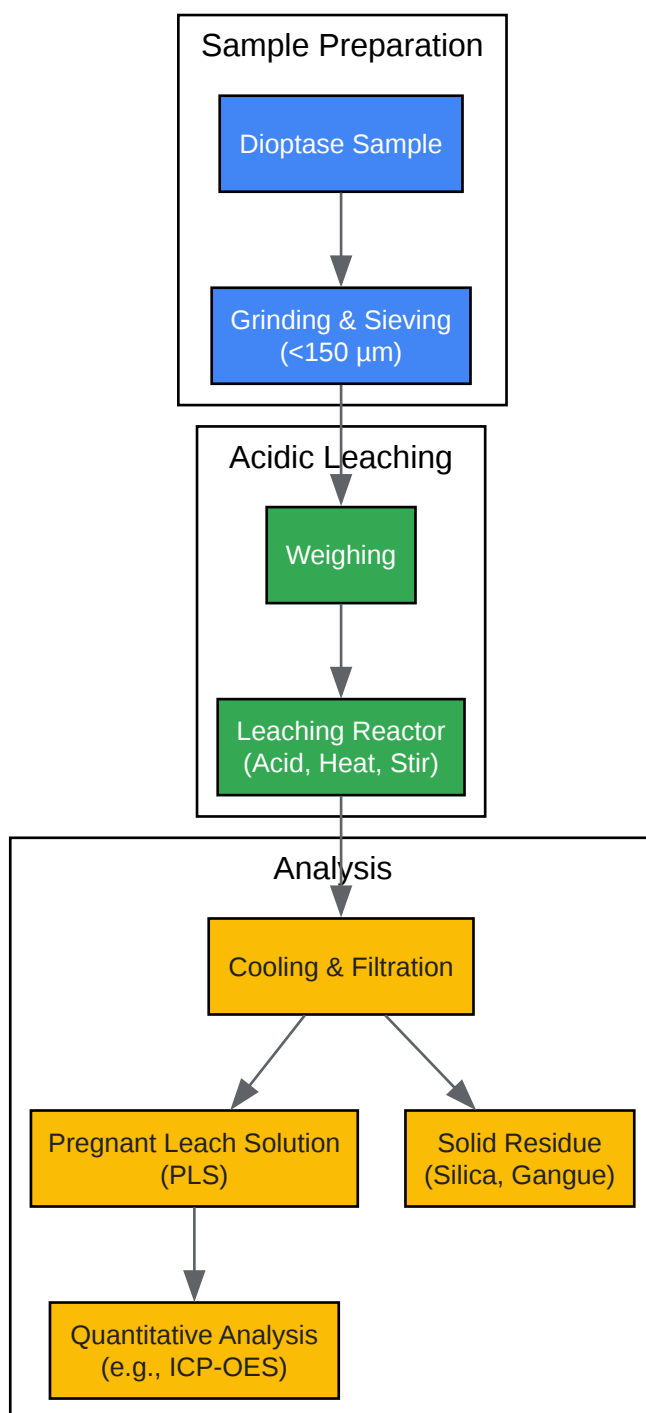 Sample Preparation
Dioptase Sample
Grinding & Sieving
(<150 µm)
Acidic Leaching
Weighing
Leaching Reactor
(Acid, Heat, Stir)
Analysis
Cooling & Filtration
Pregnant Leach Solution
(PLS)
Solid Residue
(Silica, Gangue)
Quantitative Analysis
(e.g., ICP-OES)